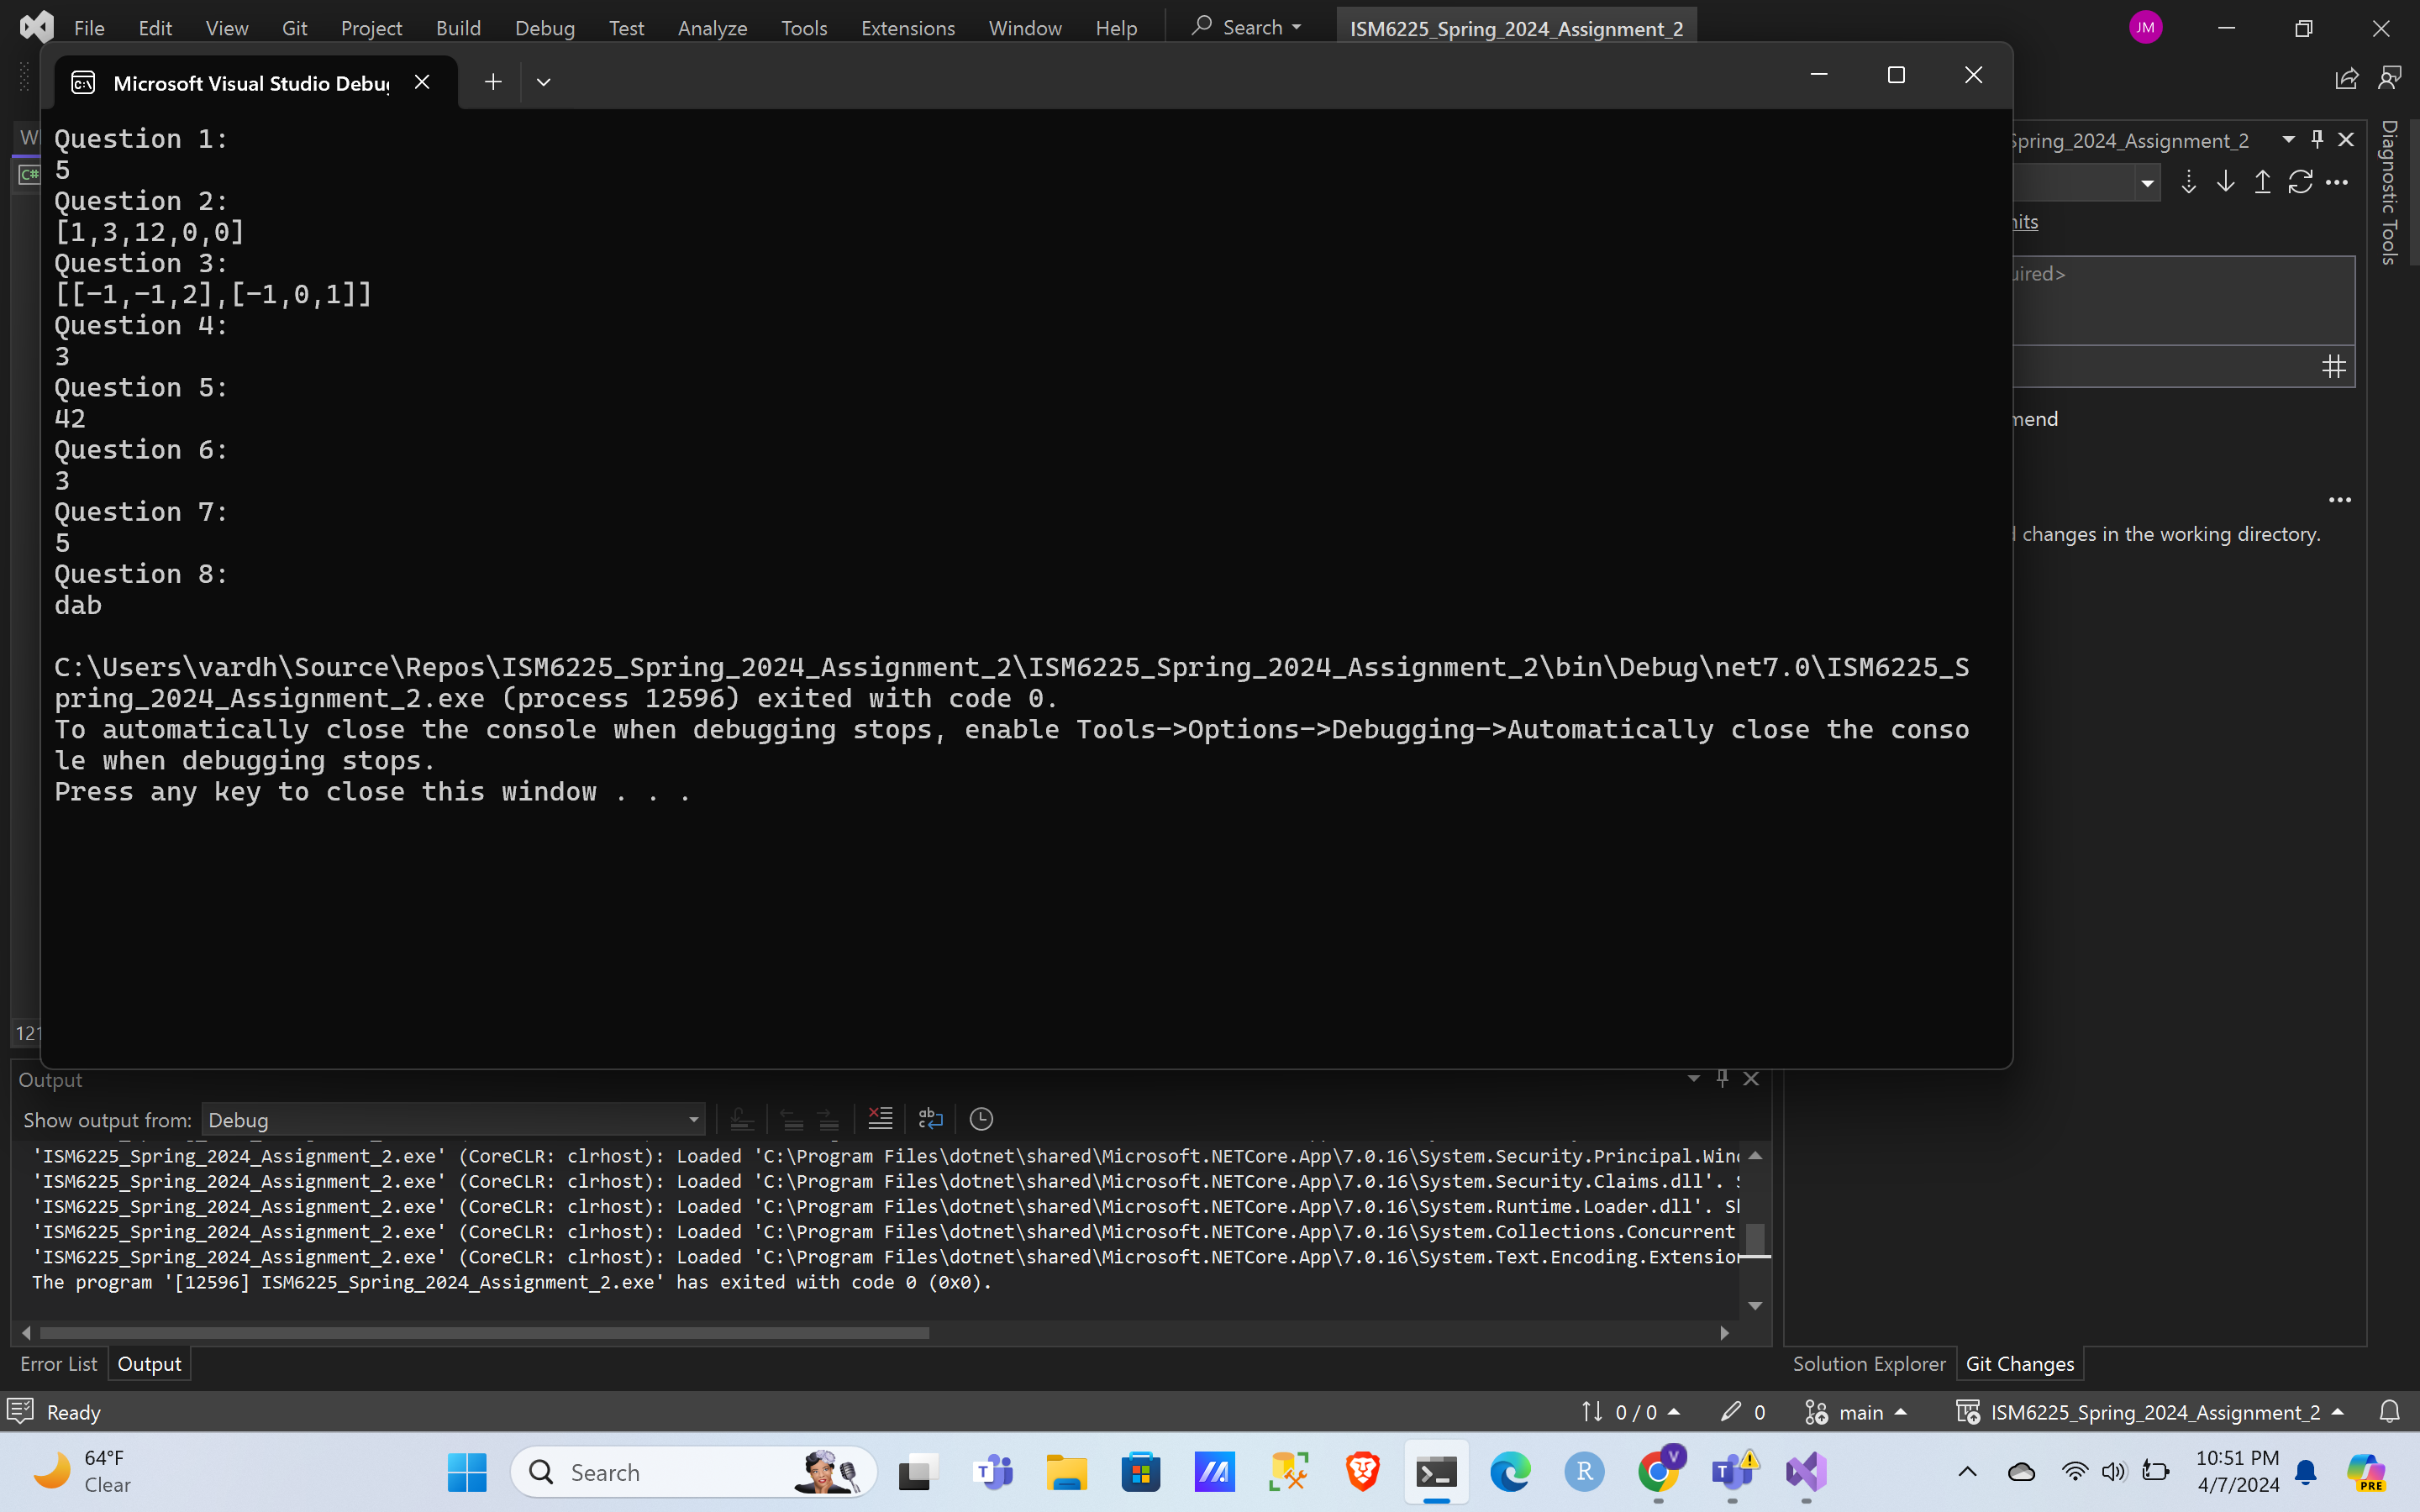 File Edit View Git Project Build Debug Test Analyze Tools Extensions Window Help Search ISM6225_Spring_2024_Assignment_2 JM
Microsoft Visual Studio Debug
Question 1:
5
Question 2:
[1,3,12,0,0]
Question 3:
[[-1,-1,2],[-1,0,1]]
Question 4:
3
Question 5:
42
Question 6:
3
Question 7:
5
Question 8:
dab
C:\Users\vardh\Source\Repos\ISM6225_Spring_2024_Assignment_2\ISM6225_Spring_2024_Assignment_2\bin\Debug\net7.0\ISM6225_S
pring_2024_Assignment_2.exe (process 12596) exited with code 0.
To automatically close the console when debugging stops, enable Tools->Options->Debugging->Automatically close the conso
le when debugging stops.
Press any key to close this window . . .
Spring_2024_Assignment_2
changes in the working directory.
Diagnostic Tools
C#
121
Output
Show output from: Debug
'ISM6225_Spring_2024_Assignment_2.exe' (CoreCLR: clrhost): Loaded 'C:\Program Files\dotnet\shared\Microsoft.NETCore.App\7.0.16\System.Security.Principal.Wind
'ISM6225_Spring_2024_Assignment_2.exe' (CoreCLR: clrhost): Loaded 'C:\Program Files\dotnet\shared\Microsoft.NETCore.App\7.0.16\System.Security.Claims.dll'. S
'ISM6225_Spring_2024_Assignment_2.exe' (CoreCLR: clrhost): Loaded 'C:\Program Files\dotnet\shared\Microsoft.NETCore.App\7.0.16\System.Runtime.Loader.dll'. Sk
'ISM6225_Spring_2024_Assignment_2.exe' (CoreCLR: clrhost): Loaded 'C:\Program Files\dotnet\shared\Microsoft.NETCore.App\7.0.16\System.Collections.Concurrent
'ISM6225_Spring_2024_Assignment_2.exe' (CoreCLR: clrhost): Loaded 'C:\Program Files\dotnet\shared\Microsoft.NETCore.App\7.0.16\System.Text.Encoding.Extension
The program '[12596] ISM6225_Spring_2024_Assignment_2.exe' has exited with code 0 (0x0).
Error List Output
Solution Explorer Git Changes
Ready 0 / 0 0 main ISM6225_Spring_2024_Assignment_2
64°F
Clear
Search
10:51 PM
4/7/2024
PRE